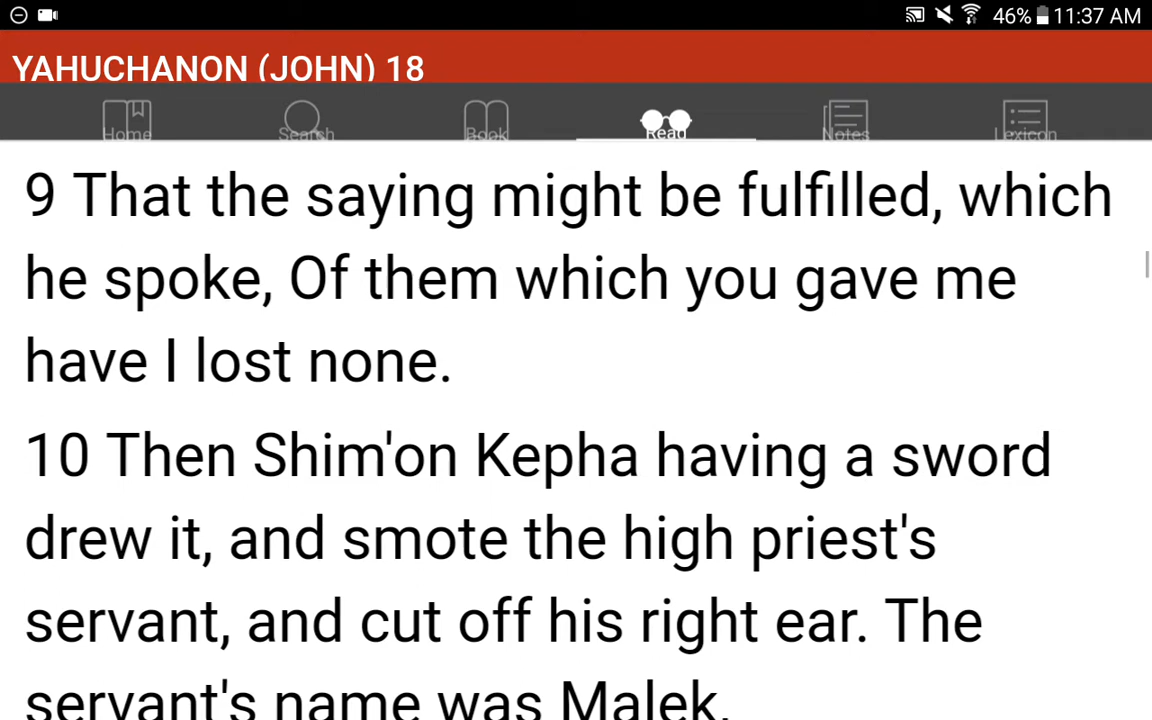 46% 11:37 AM
YAHUCHANON (JOHN) 18
Home Search Book Read Notes Lexicon
9 That the saying might be fulfilled, which
he spoke, Of them which you gave me
have I lost none.
10 Then Shim'on Kepha having a sword
drew it, and smote the high priest's
servant, and cut off his right ear. The
servant's name was Malek.